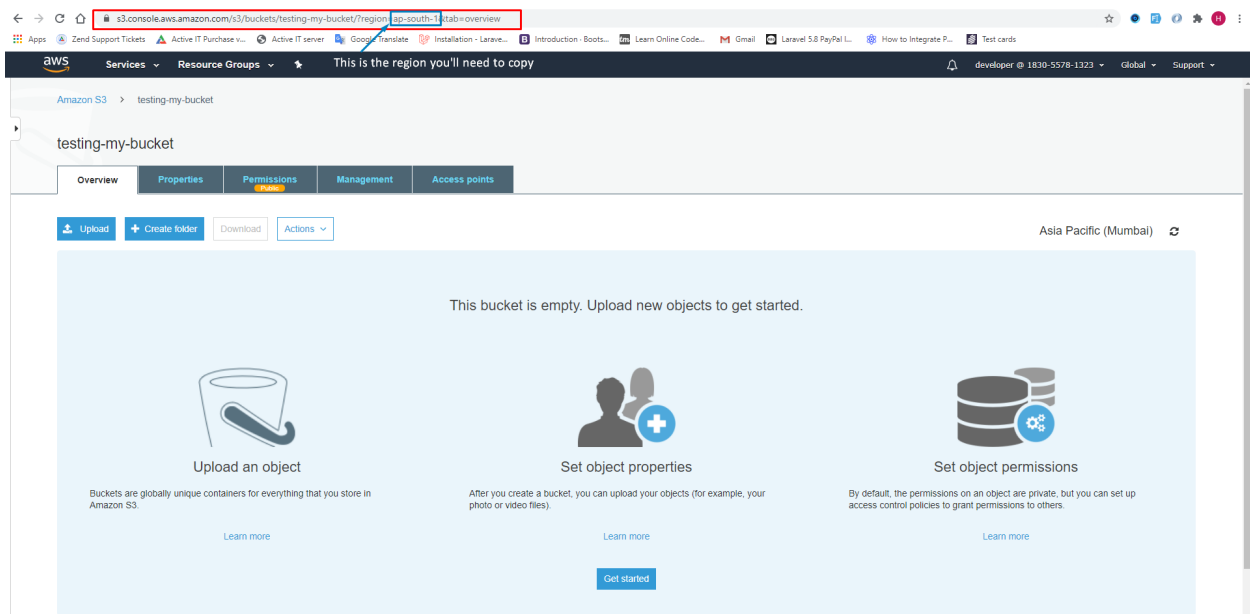 s3.console.aws.amazon.com/s3/buckets/testing-my-bucket/?region=ap-south-1&tab=overview
Apps Zend Support Tickets Active IT Purchase v... Active IT server Google Translate Installation - Larave... Introduction · Boots... Learn Online Code... Gmail Laravel 5.8 PayPal I... How to Integrate P... Test cards
aws Services Resource Groups This is the region you'll need to copy developer @ 1830-5578-1323 Global Support
Amazon S3 > testing-my-bucket
testing-my-bucket
Overview Properties Permissions Management Access points
Public
Upload Create folder Download Actions Asia Pacific (Mumbai)
This bucket is empty. Upload new objects to get started.
Upload an object
Buckets are globally unique containers for everything that you store in
Amazon S3.
Learn more
Set object properties
After you create a bucket, you can upload your objects (for example, your
photo or video files).
Learn more
Get started
Set object permissions
By default, the permissions on an object are private, but you can set up
access control policies to grant permissions to others.
Learn more